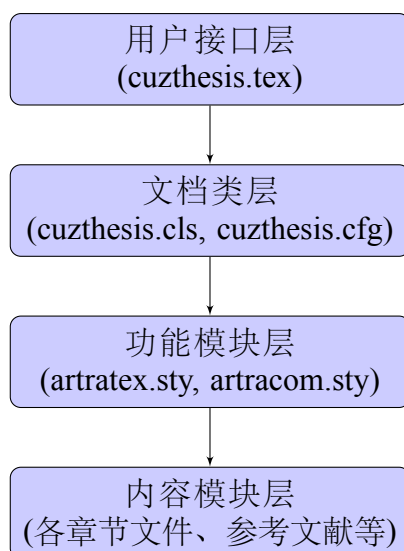 用户接口层
(cuzthesis.tex)
文档类层
(cuzthesis.cls, cuzthesis.cfg)
功能模块层
(artratex.sty, artracom.sty)
内容模块层
(各章节文件、参考文献等)